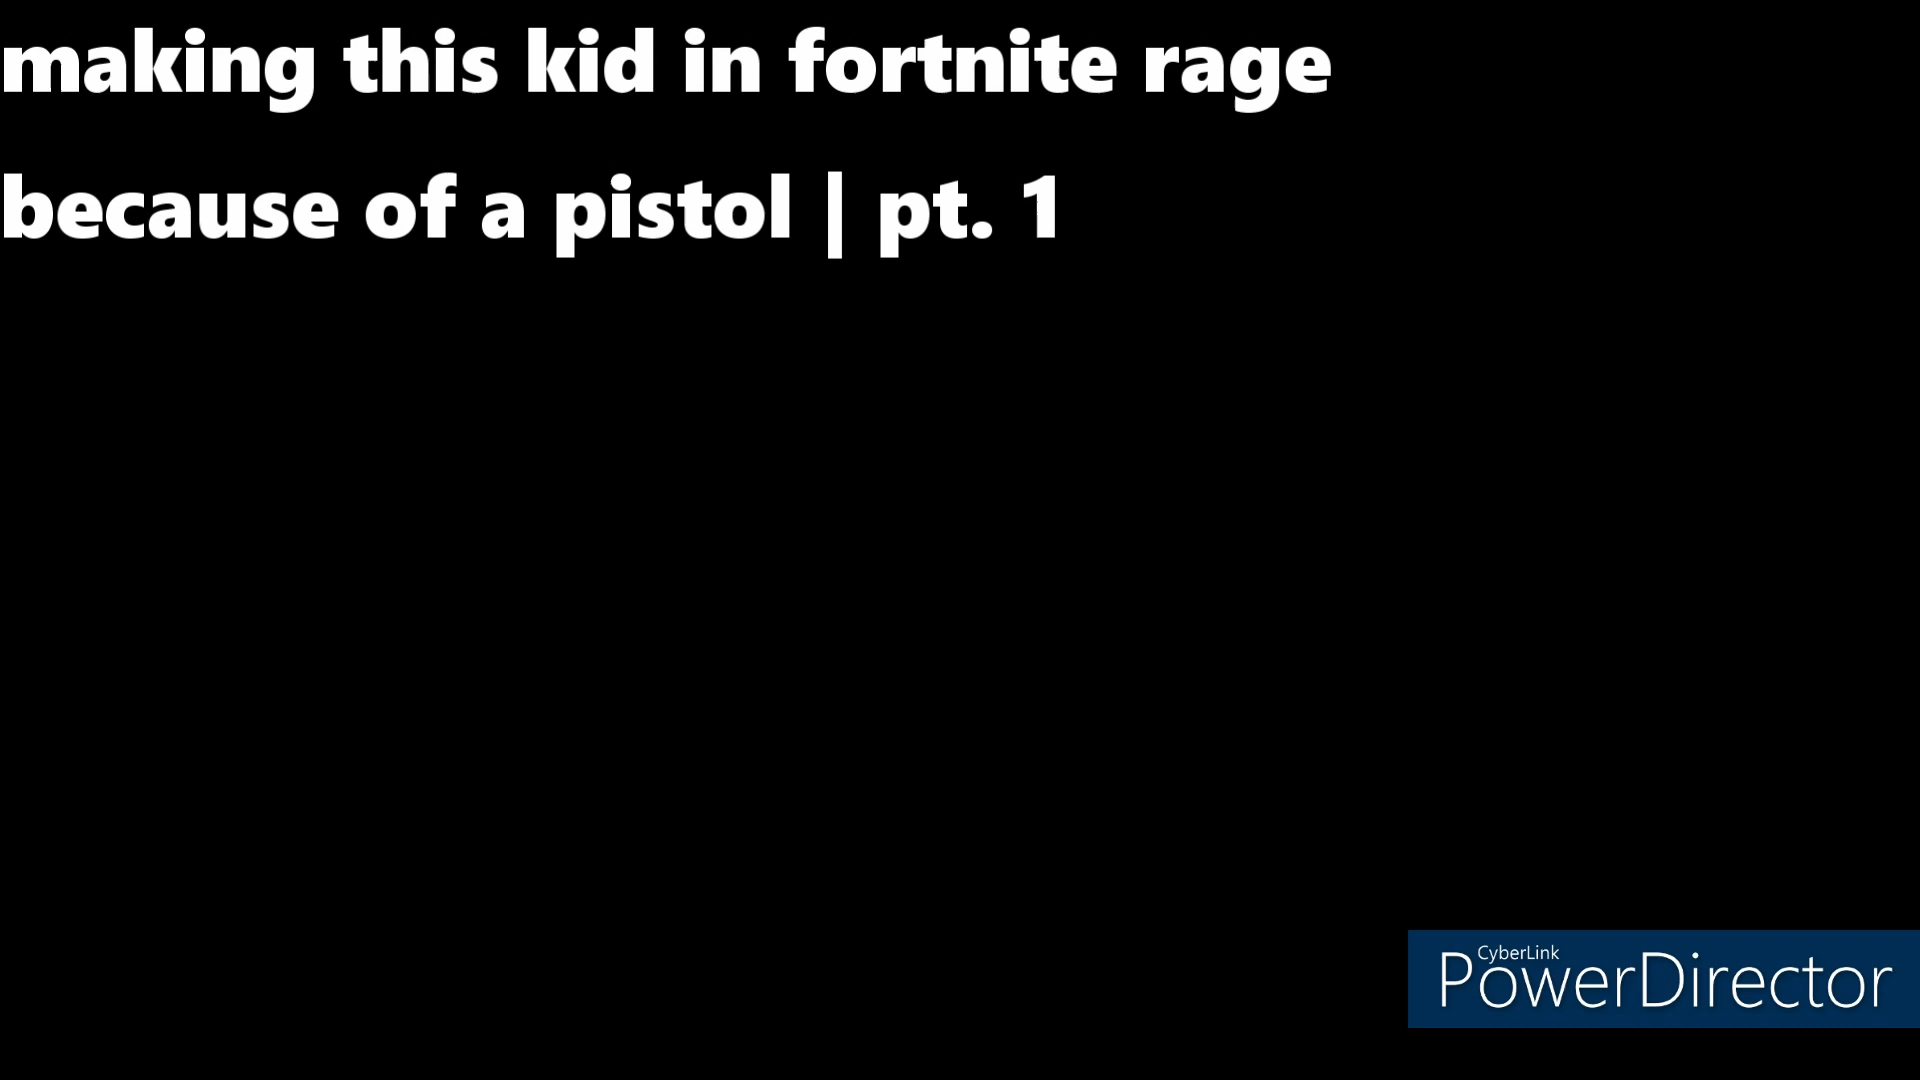 making this kid in fortnite rage
because of a pistol | pt. 1
CyberLink
PowerDirector